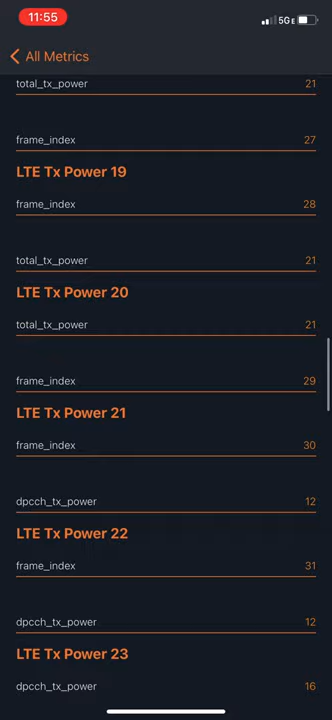 11:55
5GE
All Metrics
total_tx_power 21
frame_index 27
LTE Tx Power 19
frame_index 28
total_tx_power 21
LTE Tx Power 20
total_tx_power 21
frame_index 29
LTE Tx Power 21
frame_index 30
dpcch_tx_power 12
LTE Tx Power 22
frame_index 31
dpcch_tx_power 12
LTE Tx Power 23
dpcch_tx_power 16